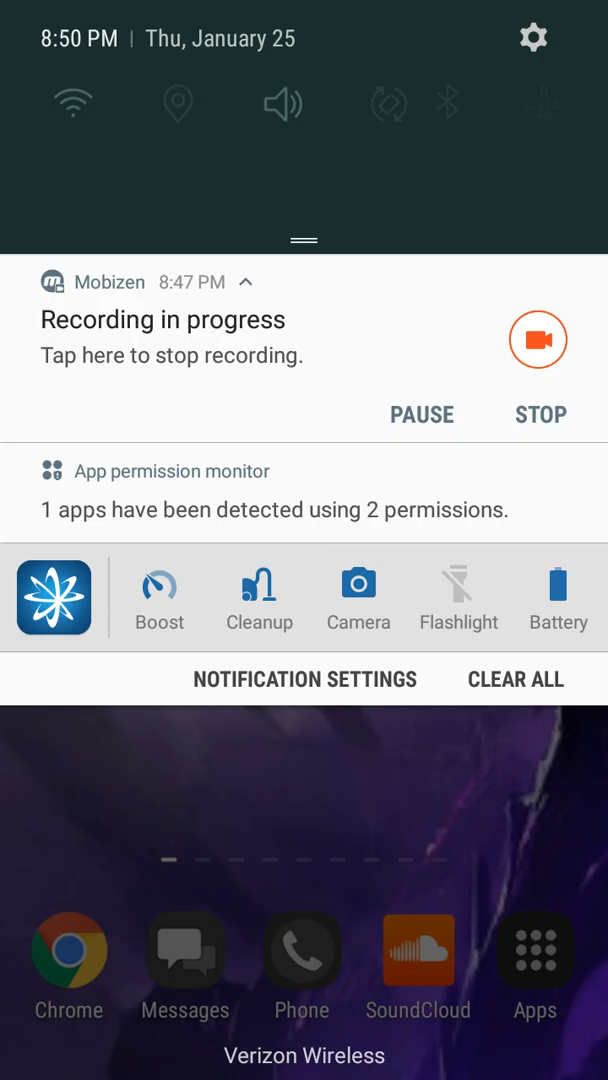 8:50 PM | Thu, January 25
Mobizen 8:47 PM
Recording in progress
Tap here to stop recording.
PAUSE STOP
App permission monitor
1 apps have been detected using 2 permissions.
Boost Cleanup Camera Flashlight Battery
NOTIFICATION SETTINGS CLEAR ALL
Chrome Messages Phone SoundCloud Apps
Verizon Wireless